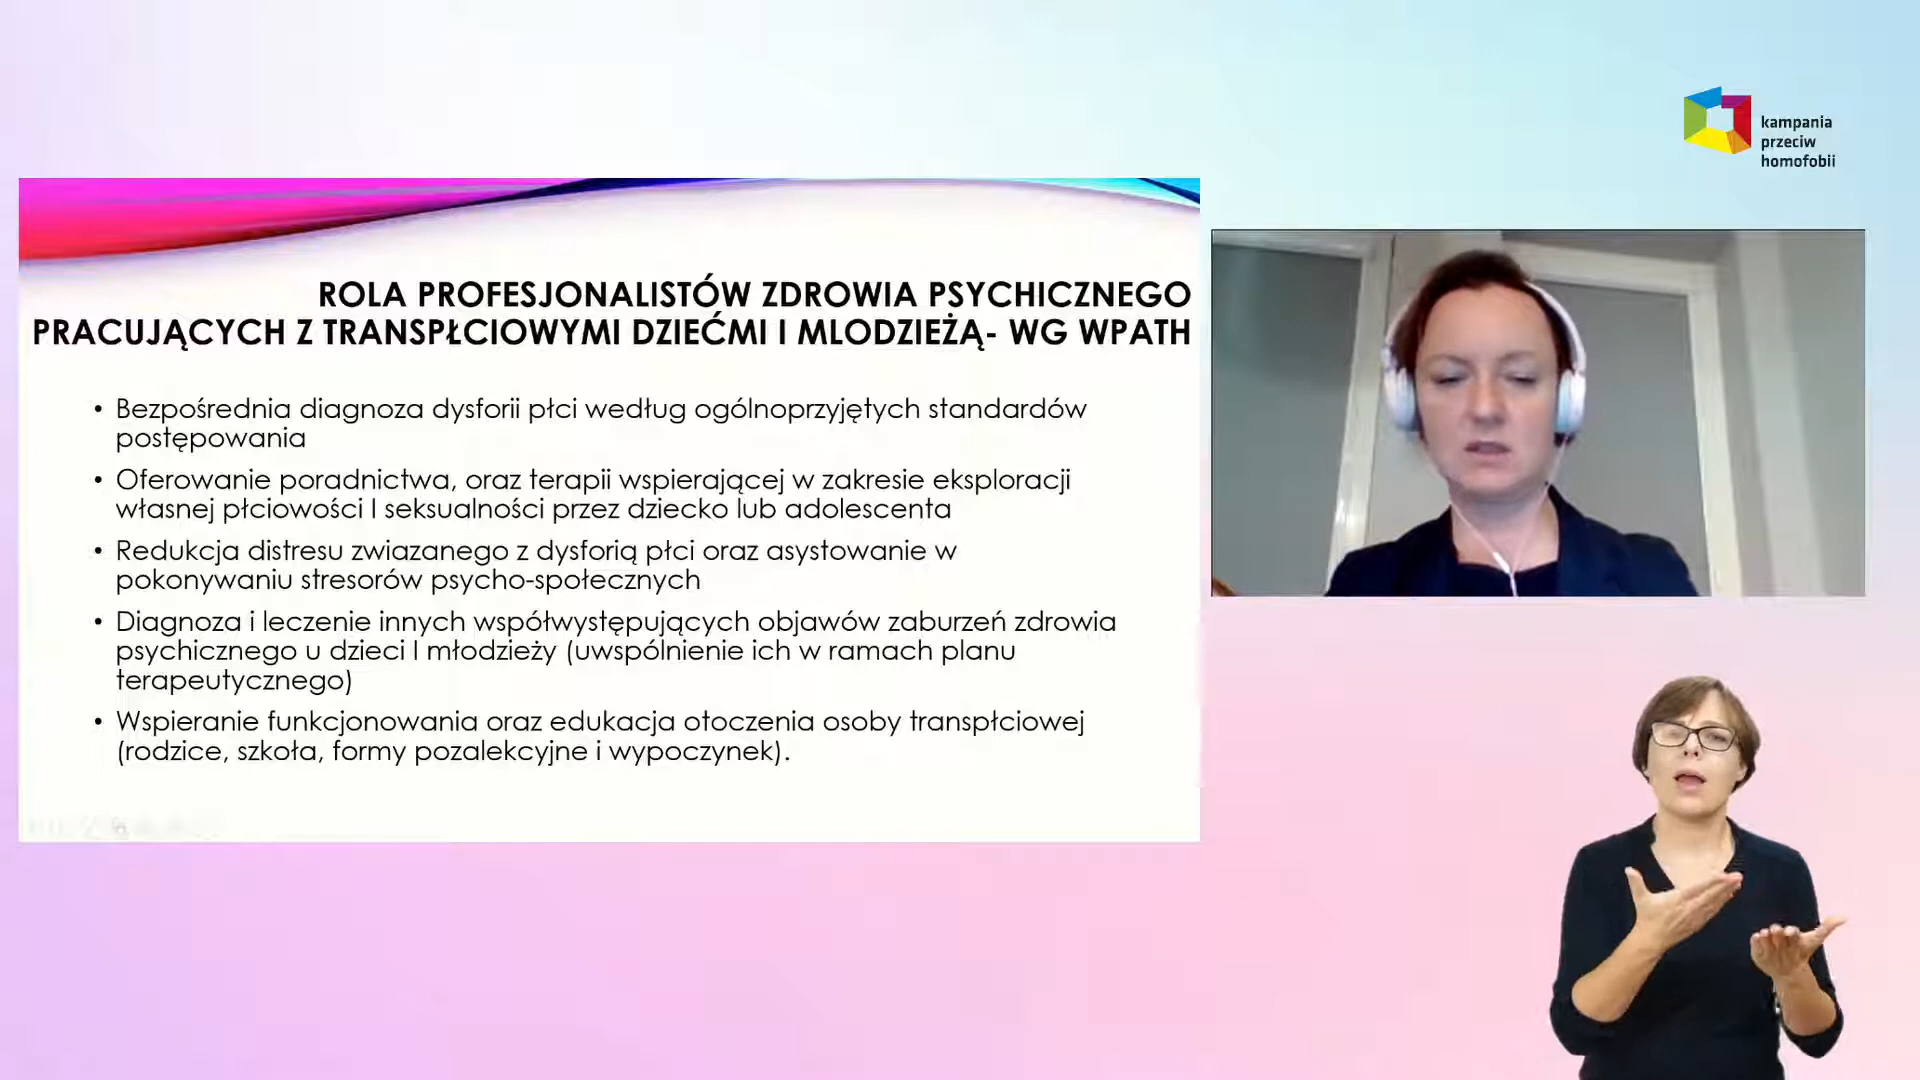 kampania
przeciw
homofobii
ROLA PROFESJONALISTÓW ZDROWIA PSYCHICZNEGO
PRACUJĄCYCH Z TRANSPŁCIOWYMI DZIEĆMI I MLODZIEŻĄ- WG WPATH
• Bezpośrednia diagnoza dysforii płci według ogólnoprzyjętych standardów
postępowania
• Oferowanie poradnictwa, oraz terapii wspierającej w zakresie eksploracji
własnej płciowości I seksualności przez dziecko lub adolescenta
• Redukcja distresu zwiazanego z dysforią płci oraz asystowanie w
pokonywaniu stresorów psycho-społecznych
• Diagnoza i leczenie innych współwystępujących objawów zaburzeń zdrowia
psychicznego u dzieci I młodzieży (uwspólnienie ich w ramach planu
terapeutycznego)
• Wspieranie funkcjonowania oraz edukacja otoczenia osoby transpłciowej
(rodzice, szkoła, formy pozalekcyjne i wypoczynek).